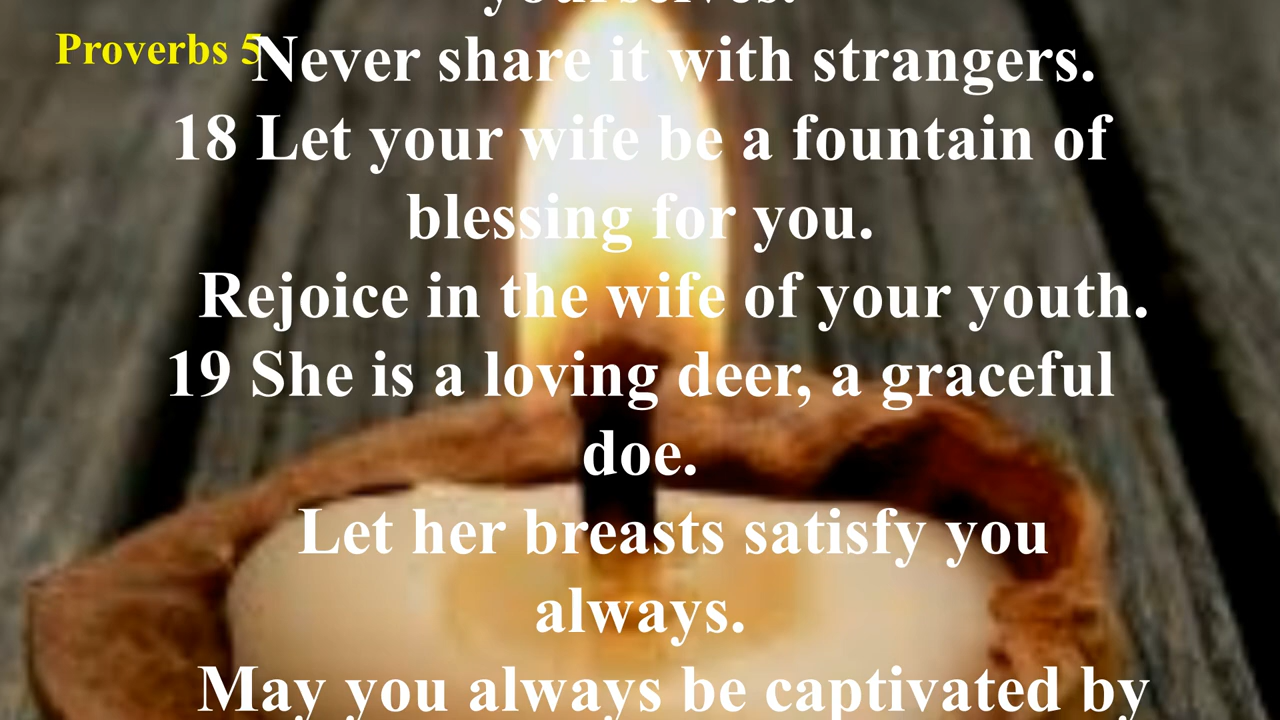 yourselves.
Proverbs 5
Never share it with strangers.
18 Let your wife be a fountain of
blessing for you.
Rejoice in the wife of your youth.
19 She is a loving deer, a graceful
doe.
Let her breasts satisfy you
always.
May you always be captivated by